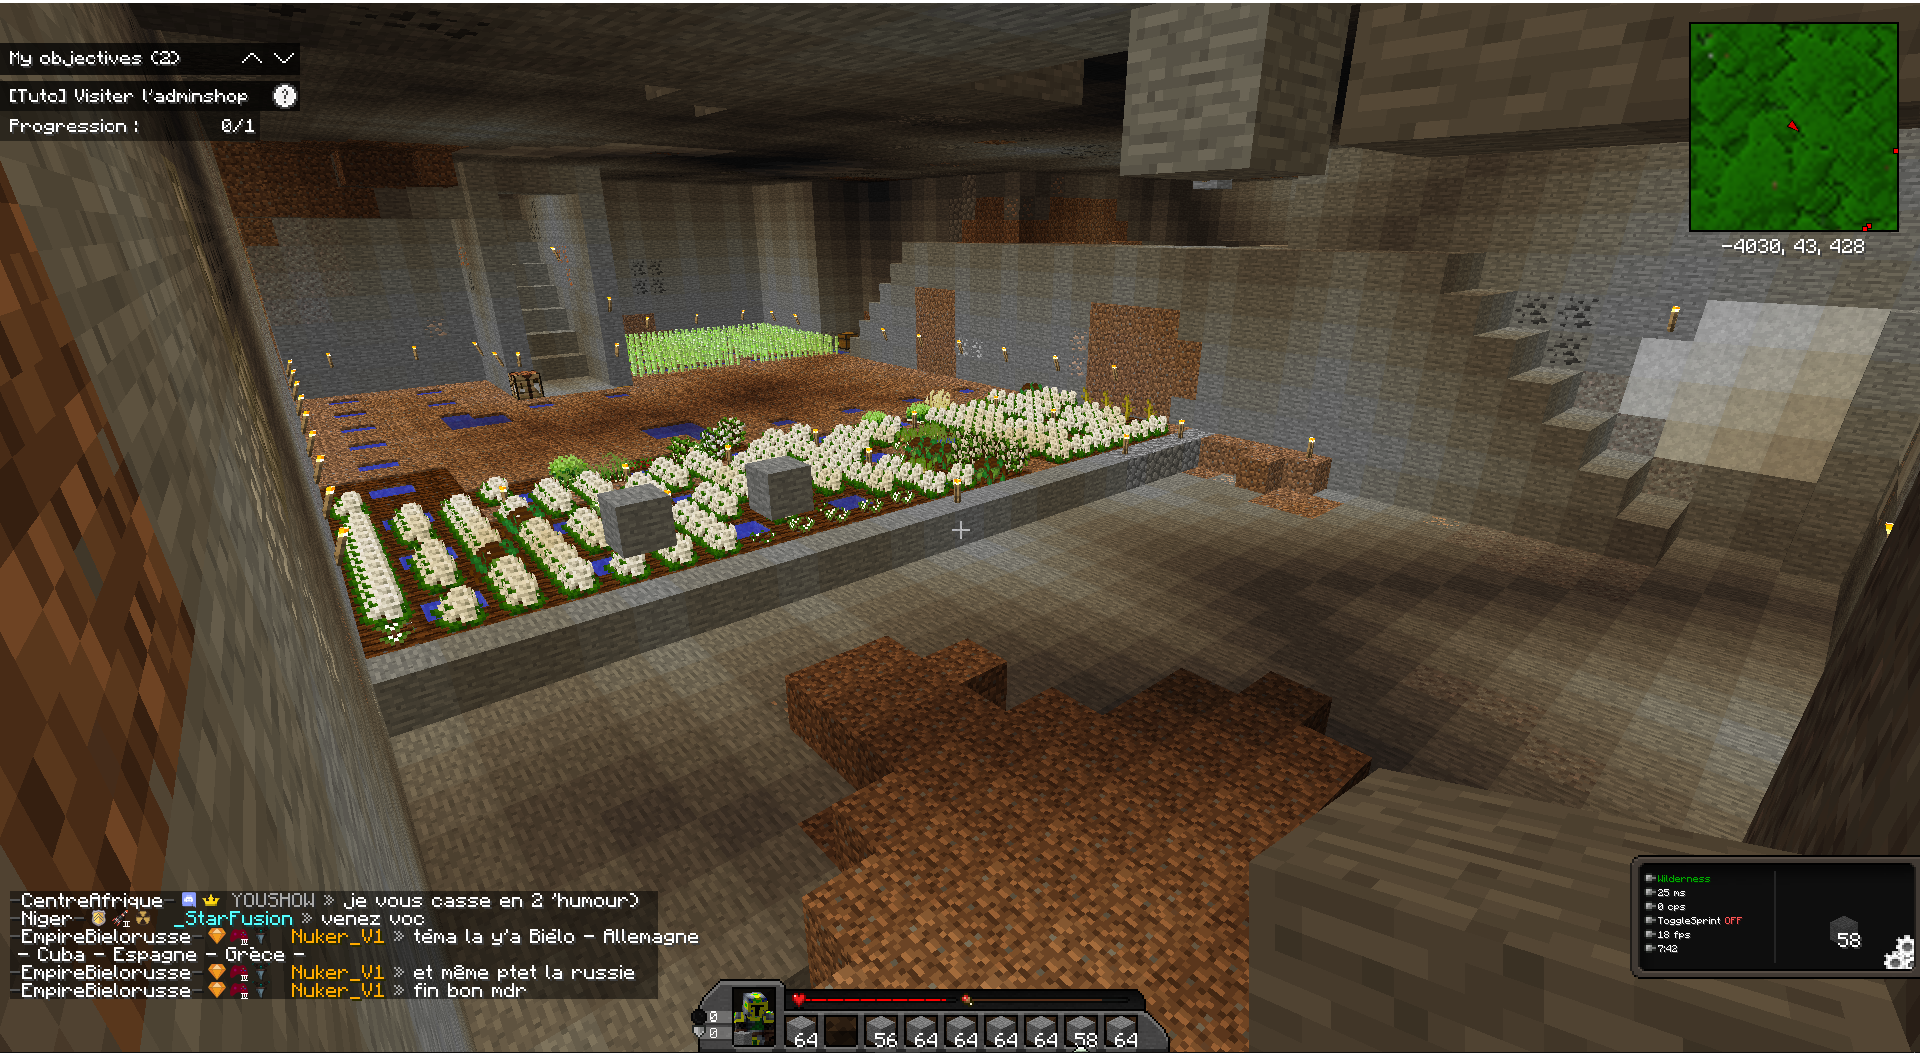 My objectives (2)
[Tuto] Visiter l'adminshop ?
Progression : 0/1
-4030, 43, 428
-CentreAfrique- YOUSHOW » je vous casse en 2 'humour)
-Niger- _StarFusion » venez voc
-EmpireBielorusse- Nuker_V1 » téma la y'a Biélo - Allemagne
- Cuba - Espagne - Grèce -
-EmpireBielorusse- Nuker_V1 » et même ptet la russie
-EmpireBielorusse- Nuker_V1 » fin bon mdr
Wilderness
25 ms
0 cps
ToggleSprint OFF
18 fps
7:42
58
0
0
64 56 64 64 64 64 58 64